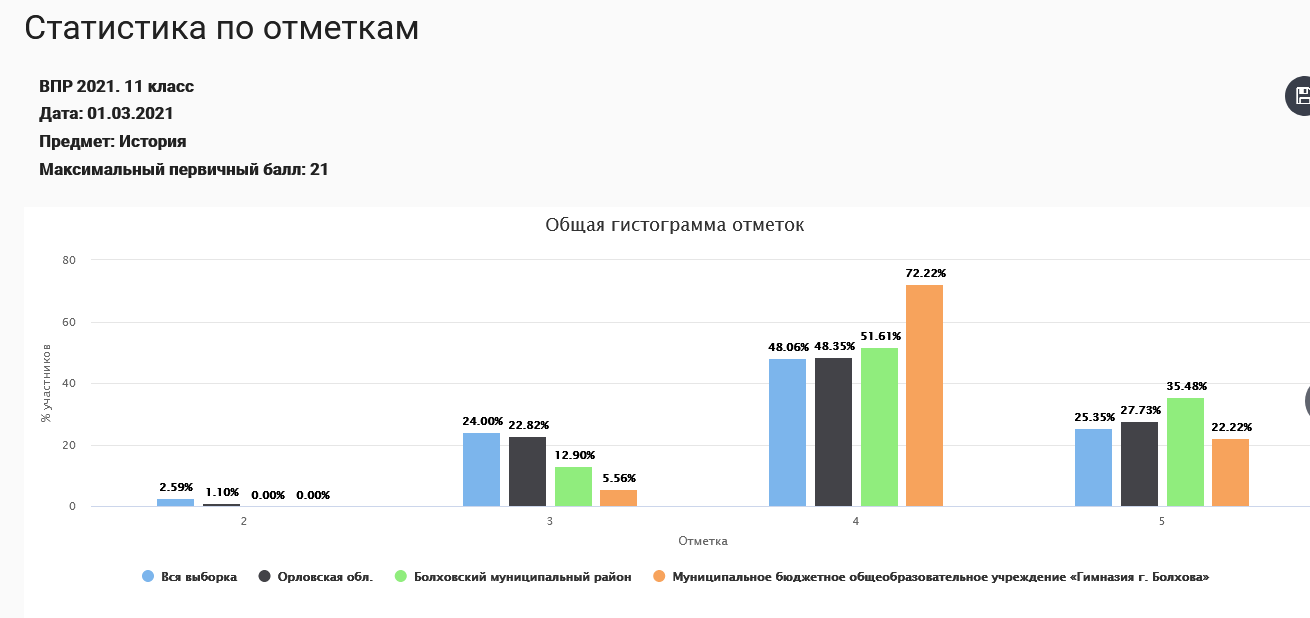 Статистика по отметкам
ВПР 2021. 11 класс
Дата: 01.03.2021
Предмет: История
Максимальный первичный балл: 21
Общая гистограмма отметок
80
60
40
20
0
% участников
2.59% 1.10% 0.00% 0.00%
24.00% 22.82% 12.90% 5.56%
48.06% 48.35% 51.61% 72.22%
25.35% 27.73% 35.48% 22.22%
2 3 4 5
Отметка
Вся выборка Орловская обл. Болховский муниципальный район Муниципальное бюджетное общеобразовательное учреждение «Гимназия г. Болхова»